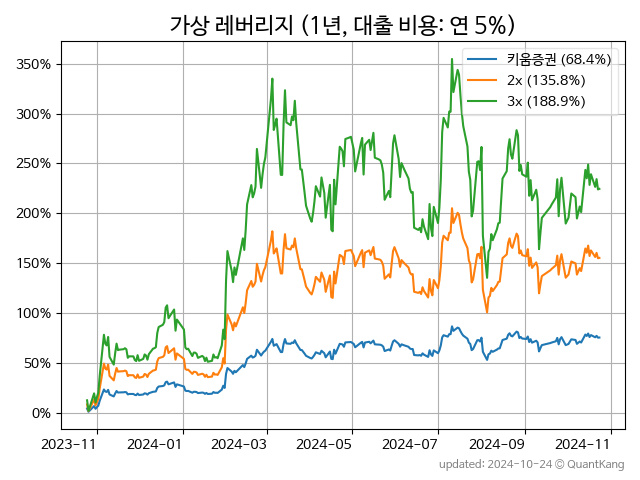 가상 레버리지 (1년, 대출 비용: 연 5%)
키움증권 (68.4%)
2x (135.8%)
3x (188.9%)
350%
300%
250%
200%
150%
100%
50%
0%
2023-11 2024-01 2024-03 2024-05 2024-07 2024-09 2024-11
updated: 2024-10-24 © QuantKang